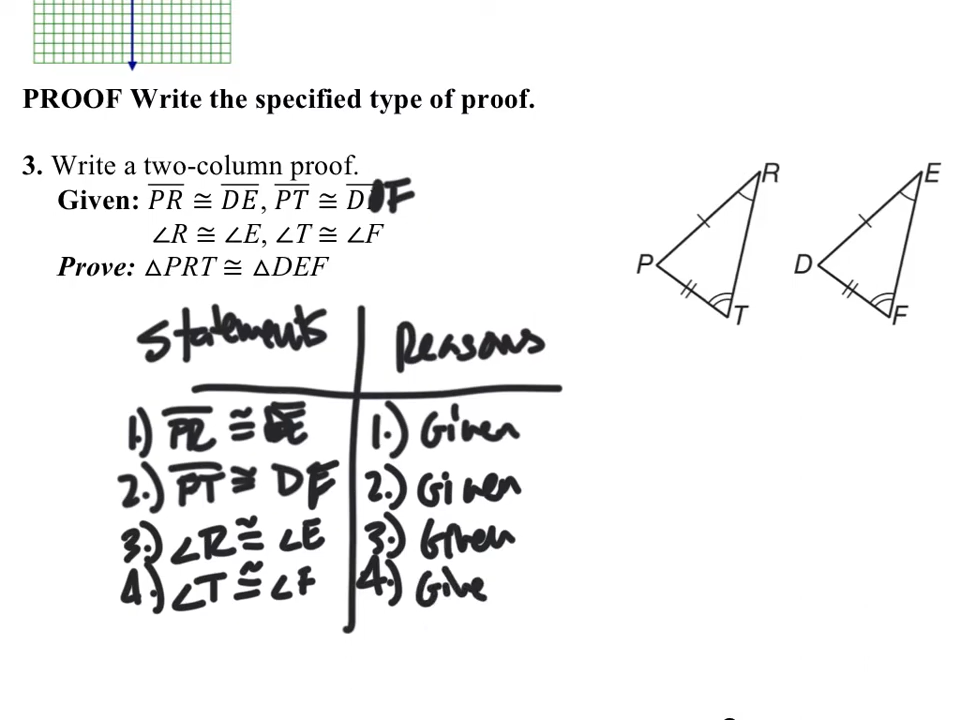 PROOF Write the specified type of proof.
3. Write a two-column proof.
Given: PR ≅ DE, PT ≅ DF
∠R ≅ ∠E, ∠T ≅ ∠F
Prove: △PRT ≅ △DEF
R
E
P
D
T
F
Statements Reasons
1.) PR ≅ DE 1.) Given
2.) PT ≅ DF 2.) Given
3.) ∠R ≅ ∠E 3.) Given
4.) ∠T ≅ ∠F 4.) Give